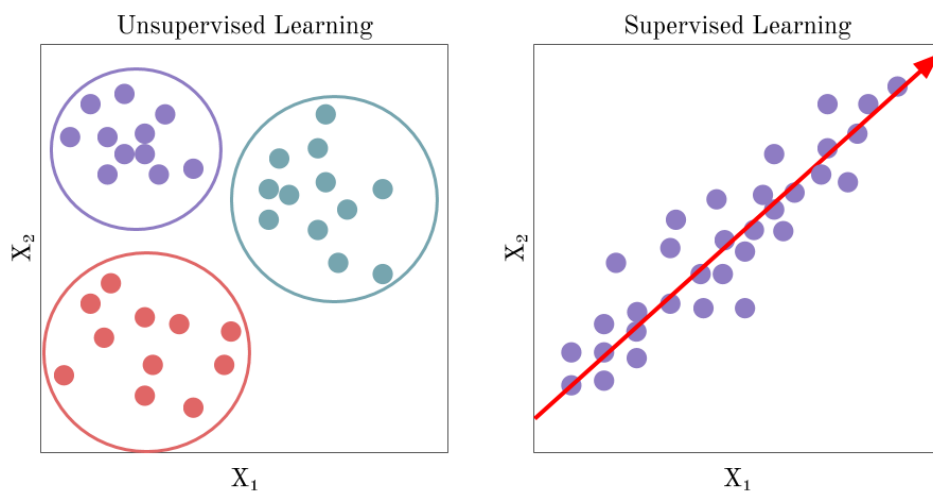 Unsupervised Learning
X₂
X₁
Supervised Learning
X₂
X₁